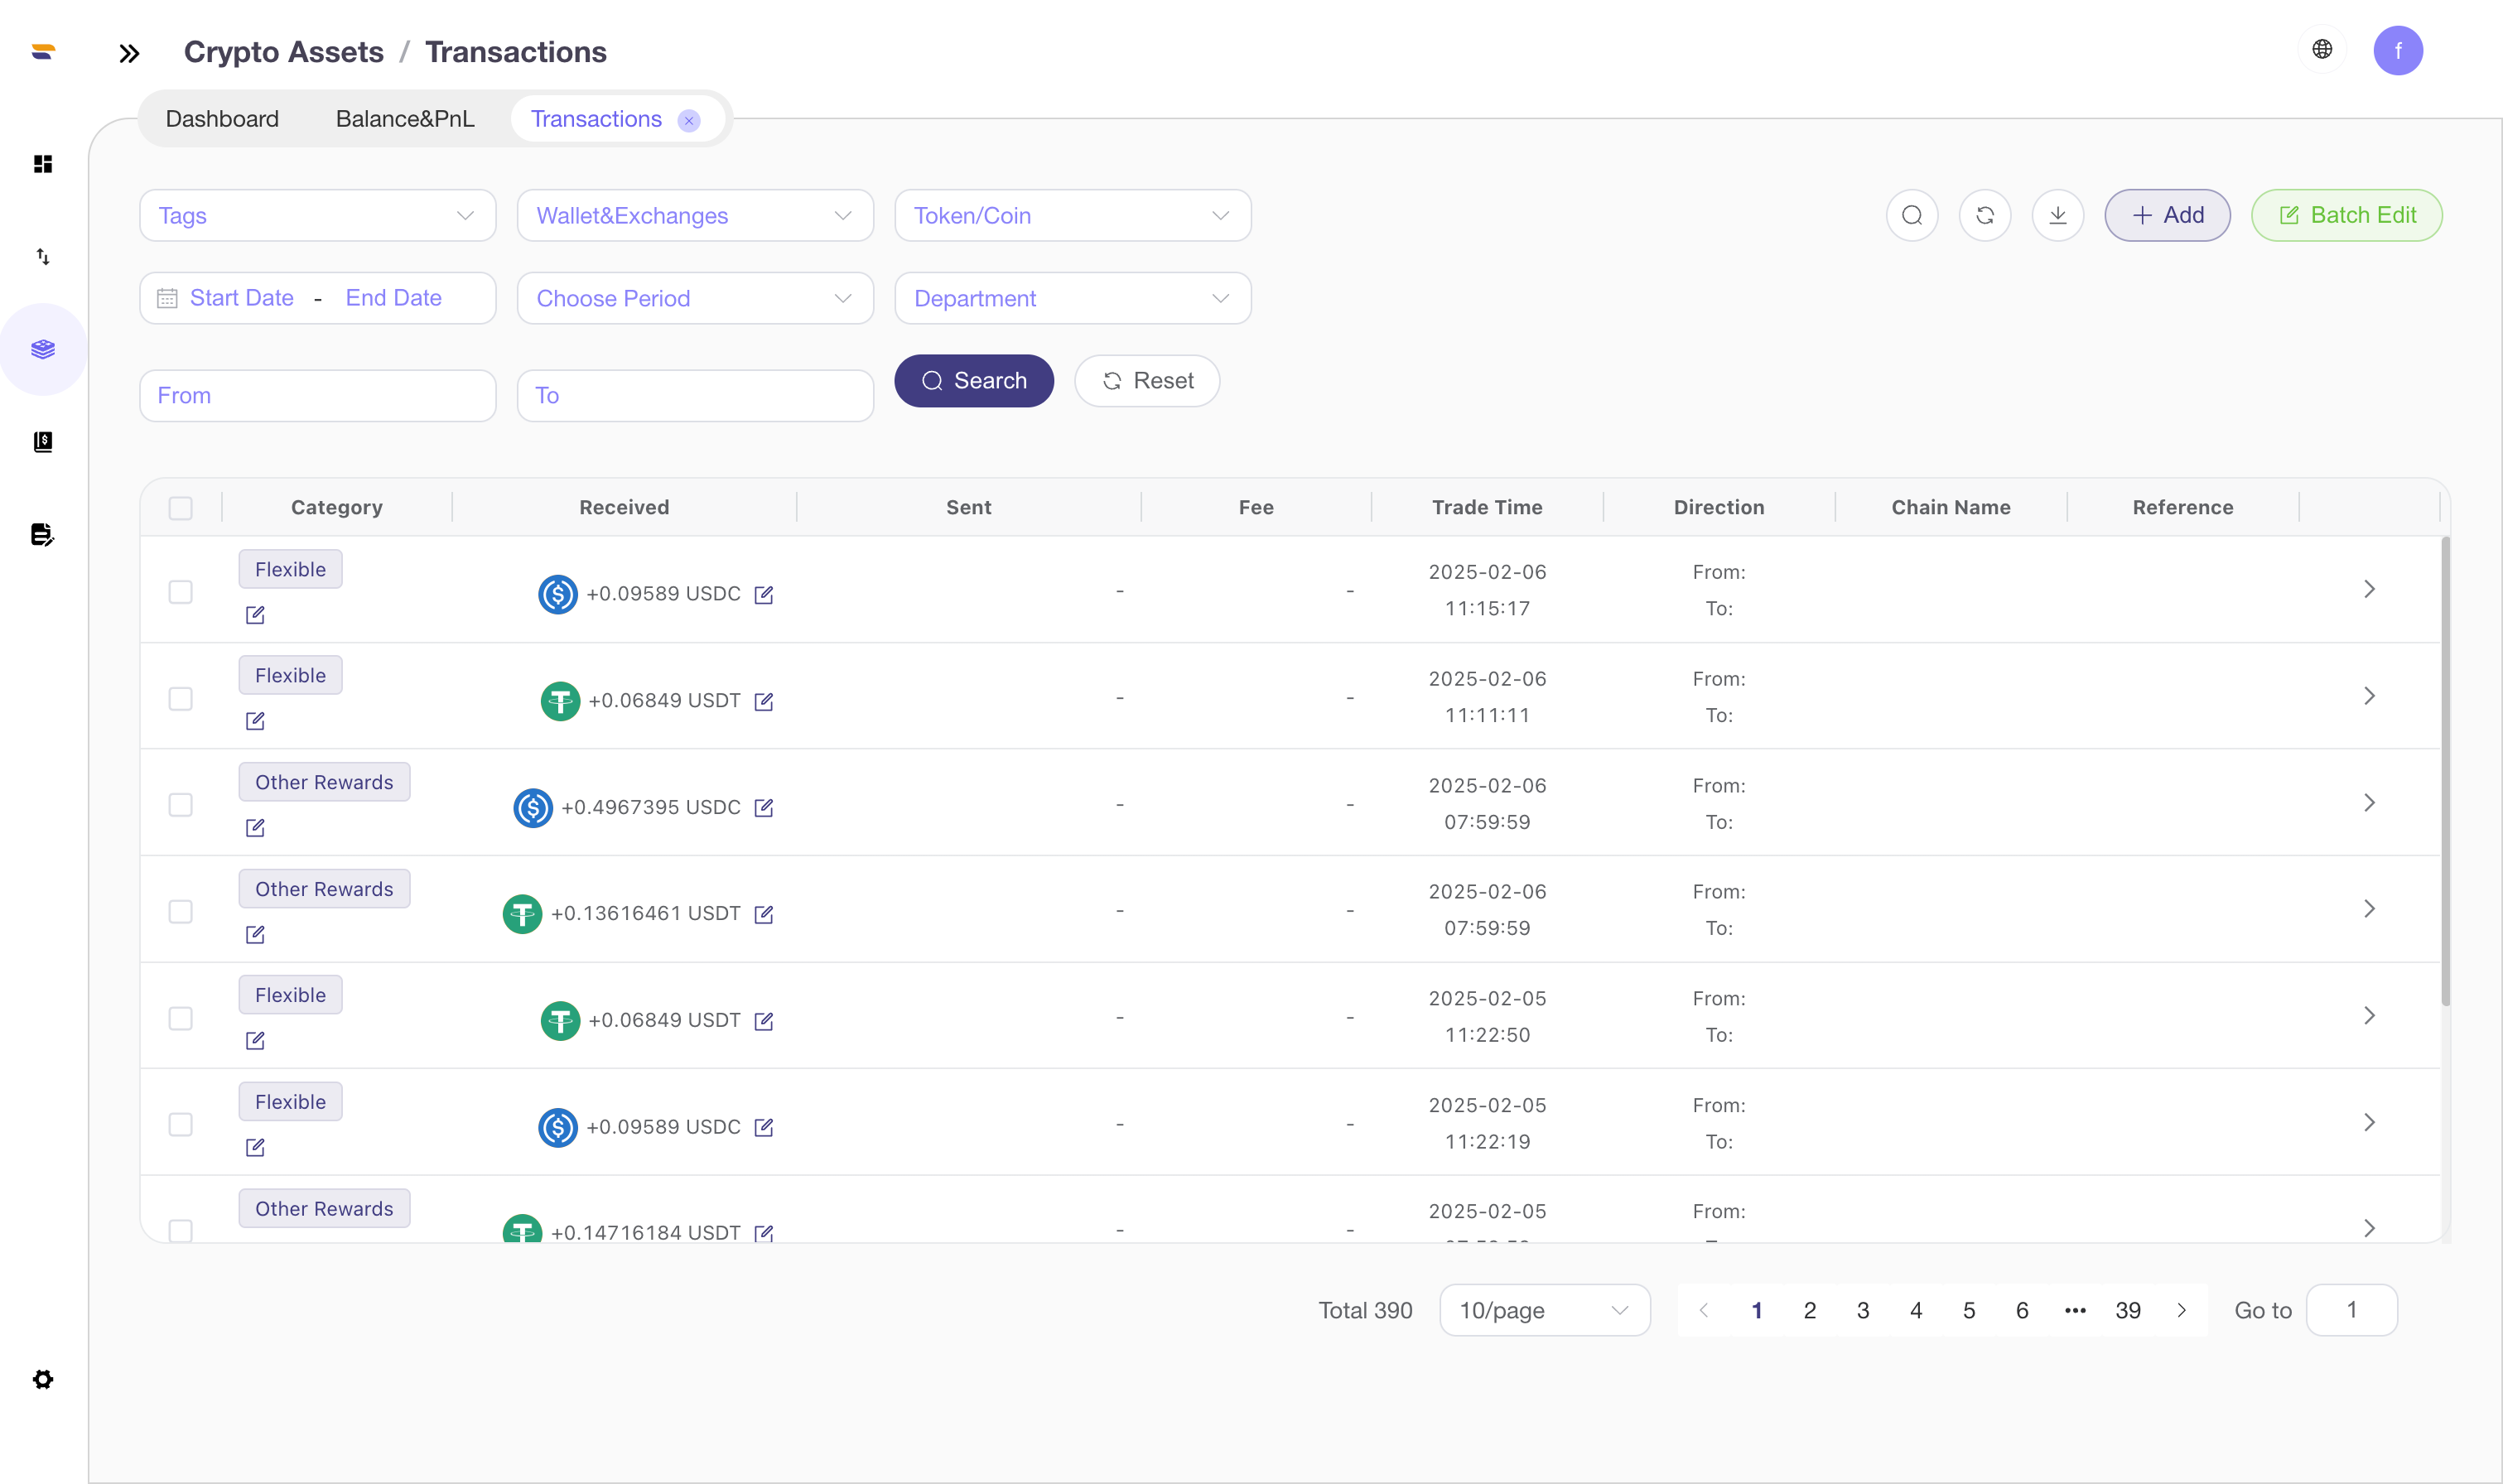 Crypto Assets / Transactions
f
Dashboard Balance&PnL Transactions
Tags Wallet&Exchanges Token/Coin Add Batch Edit
Start Date - End Date Choose Period Department
From To Search Reset
Category Received Sent Fee Trade Time Direction Chain Name Reference
Flexible
+0.09589 USDC - - 2025-02-06 From:
11:15:17 To:
Flexible
+0.06849 USDT - - 2025-02-06 From:
11:11:11 To:
Other Rewards
+0.4967395 USDC - - 2025-02-06 From:
07:59:59 To:
Other Rewards
+0.13616461 USDT - - 2025-02-06 From:
07:59:59 To:
Flexible
+0.06849 USDT - - 2025-02-05 From:
11:22:50 To:
Flexible
+0.09589 USDC - - 2025-02-05 From:
11:22:19 To:
Other Rewards
+0.14716184 USDT - - 2025-02-05 From:
Total 390 10/page 1 2 3 4 5 6 ••• 39 Go to 1